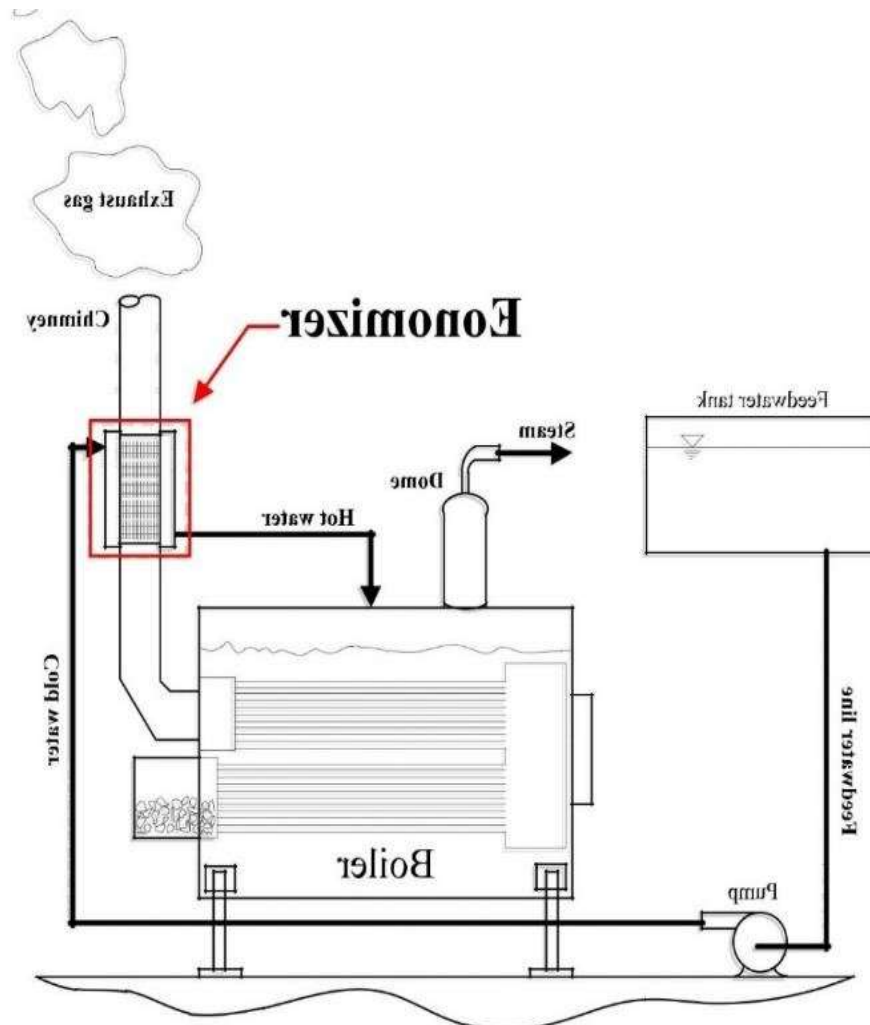 Exhaust gas
Chimney
Eonomizer
Feedwater tank
Steam
Dome
Hot water
Cold water
Feedwater line
Boiler
Pump